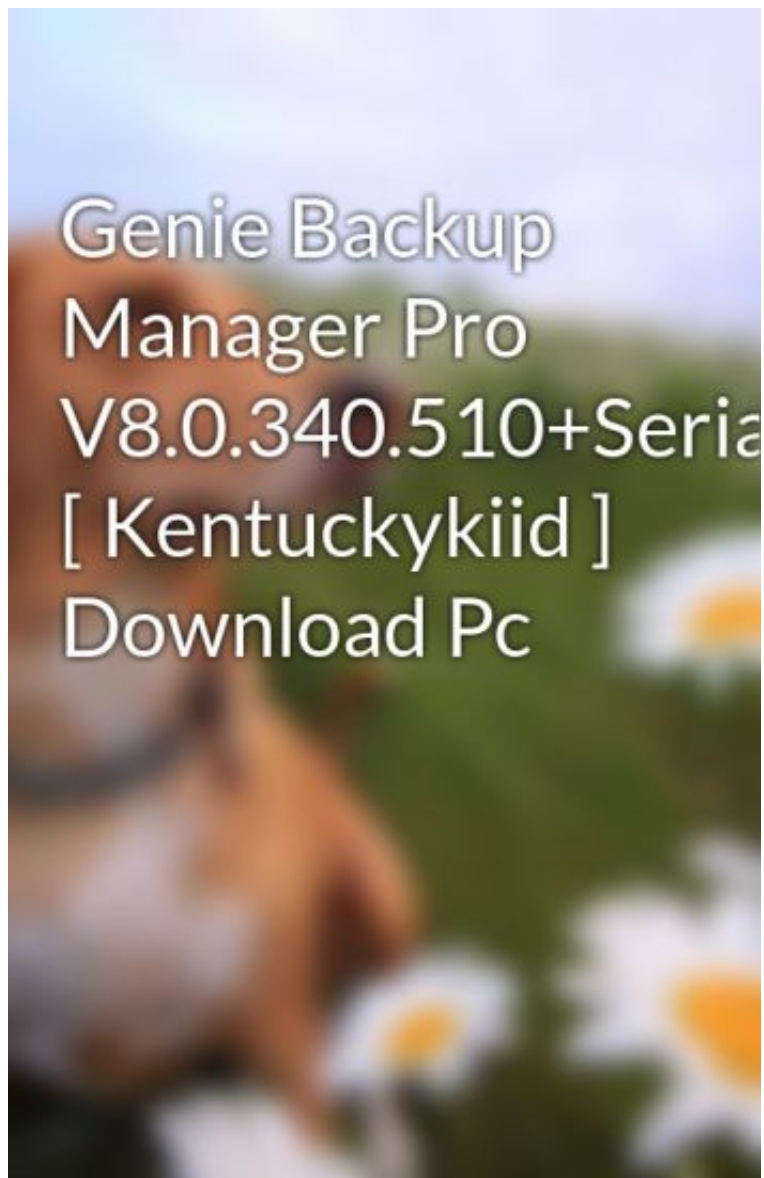 Genie Backup
Manager Pro
V8.0.340.510+Seria
[ Kentuckykiid ]
Download Pc